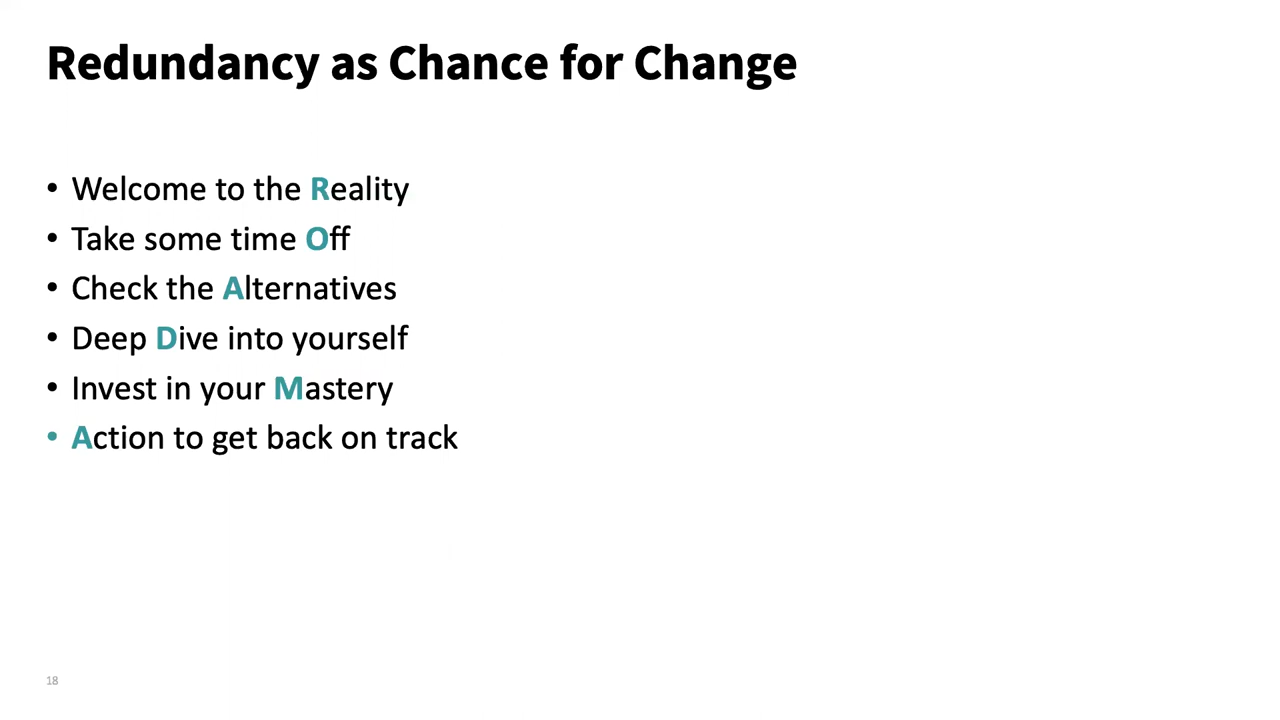 Redundancy as Chance for Change
• Welcome to the Reality
• Take some time Off
• Check the Alternatives
• Deep Dive into yourself
• Invest in your Mastery
• Action to get back on track
18